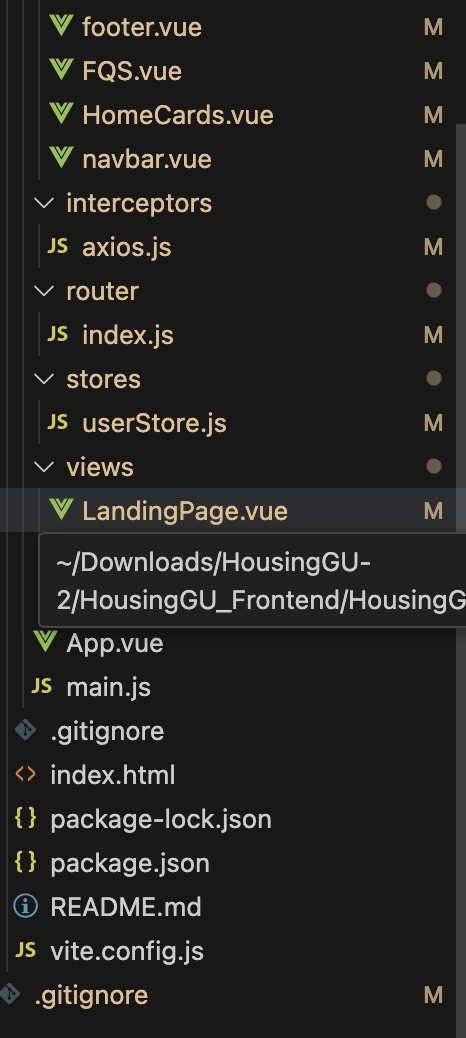 footer.vue M
FQS.vue M
HomeCards.vue M
navbar.vue M
interceptors
JS axios.js M
router
JS index.js M
stores
JS userStore.js M
views
LandingPage.vue M
~/Downloads/HousingGU-
2/HousingGU_Frontend/HousingG
App.vue
JS main.js
.gitignore
<> index.html
{} package-lock.json
{} package.json
README.md
JS vite.config.js
.gitignore M